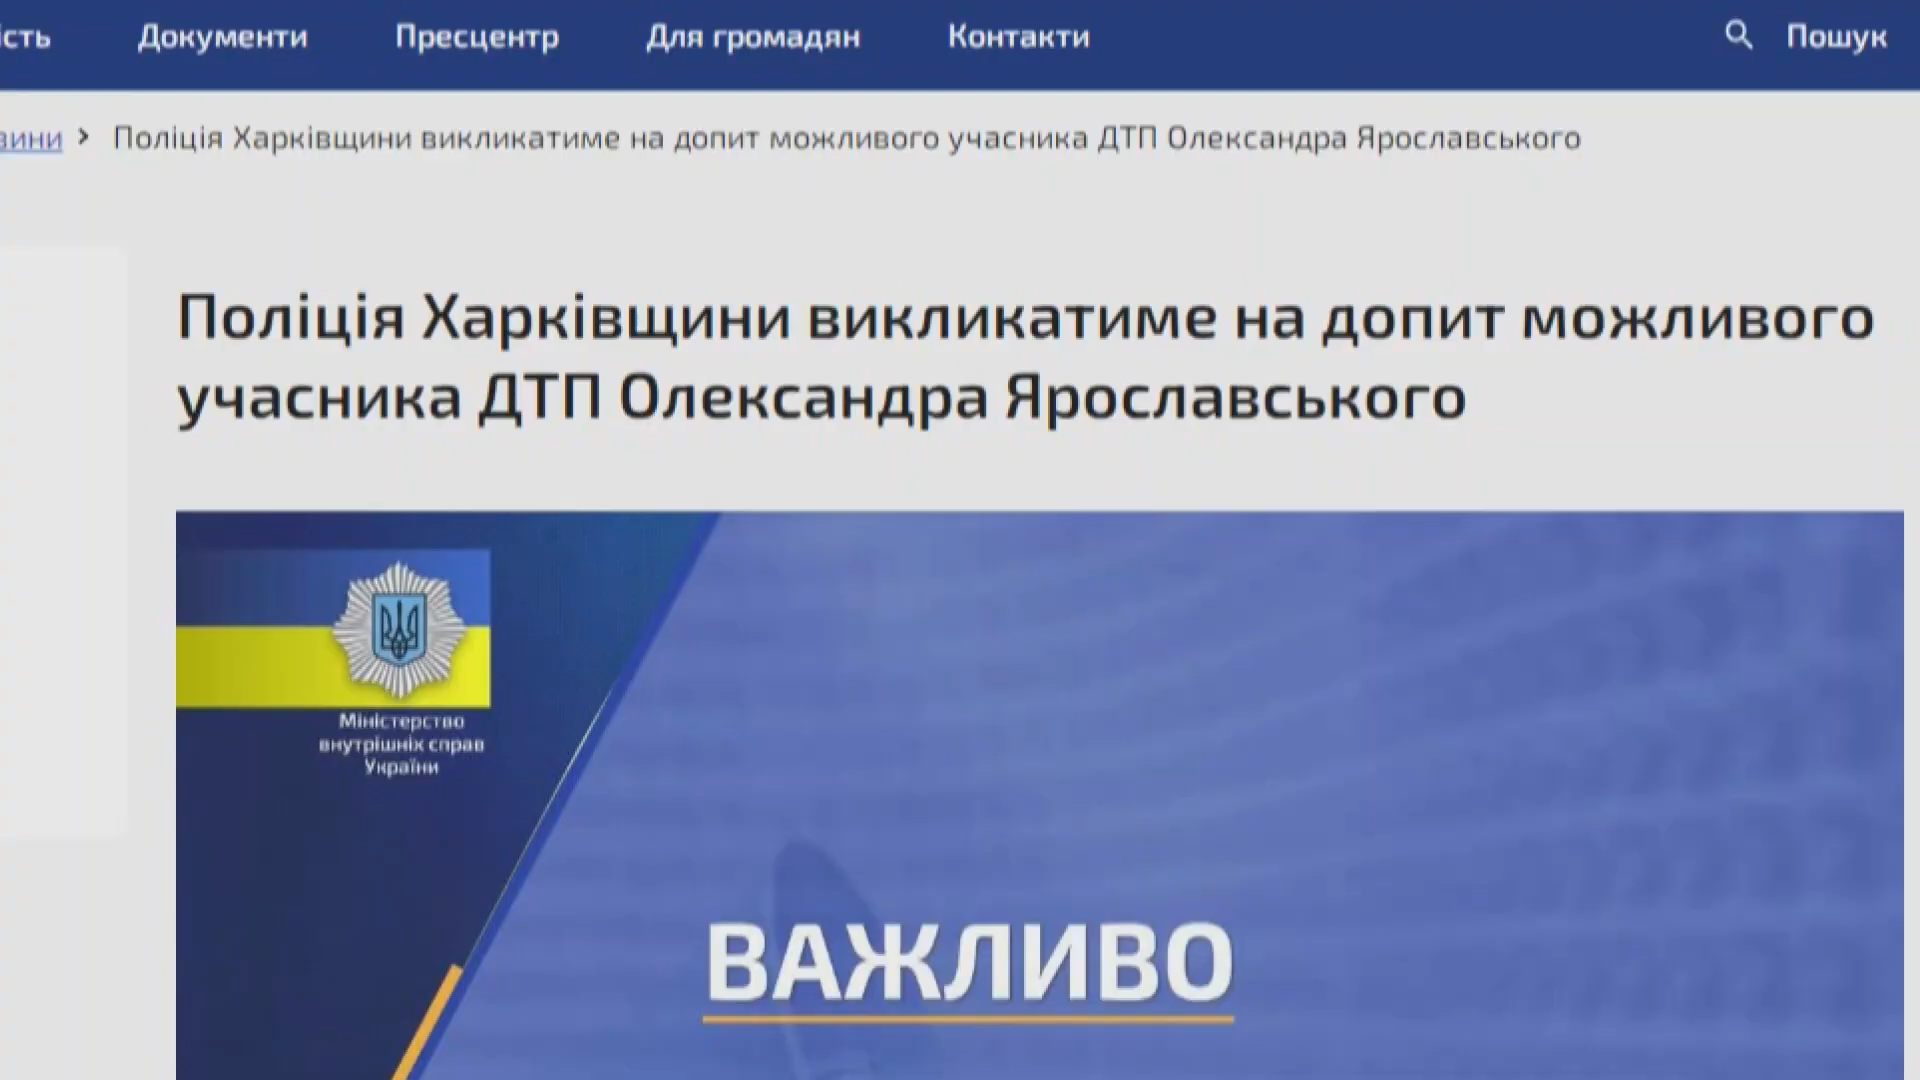 Документи Пресцентр Для громадян Контакти Пошук
Поліція Харківщини викликатиме на допит можливого учасника ДТП Олександра Ярославського
Поліція Харківщини викликатиме на допит можливого
учасника ДТП Олександра Ярославського
Міністерство
внутрішніх справ
України
ВАЖЛИВО